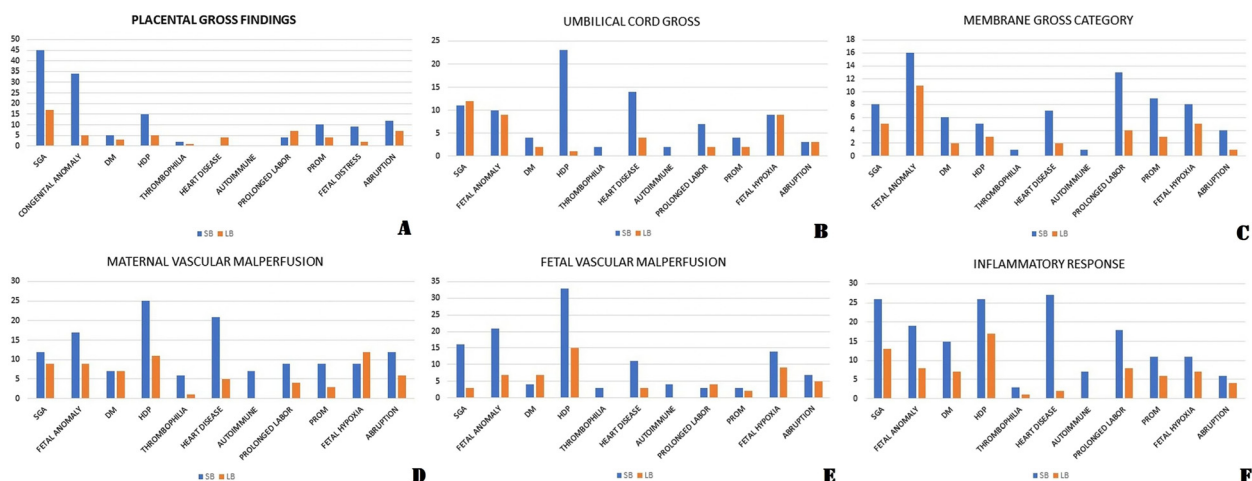 PLACENTAL GROSS FINDINGS
50
45
40
35
30
25
20
15
10
5
0
SGA
CONGENITAL ANOMALY
DM
HDP
THROMBOPHILIA
HEART DISEASE
AUTOIMMUNE
PROLONGED LABOR
PROM
FETAL DISTRESS
ABRUPTION
SB LB
A
UMBILICAL CORD GROSS
25
20
15
10
5
0
SGA
FETAL ANOMALY
DM
HDP
THROMBOPHILIA
HEART DISEASE
AUTOIMMUNE
PROLONGED LABOR
PROM
FETAL HYPOXIA
ABRUPTION
SB LB
B
MEMBRANE GROSS CATEGORY
18
16
14
12
10
8
6
4
2
0
SGA
FETAL ANOMALY
DM
HDP
THROMBOPHILIA
HEART DISEASE
AUTOIMMUNE
PROLONGED LABOR
PROM
FETAL HYPOXIA
ABRUPTION
SB LB
C
MATERNAL VASCULAR MALPERFUSION
30
25
20
15
10
5
0
SGA
FETAL ANOMALY
DM
HDP
THROMBOPHILIA
HEART DISEASE
AUTOIMMUNE
PROLONGED LABOR
PROM
FETAL HYPOXIA
ABRUPTION
SB LB
D
FETAL VASCULAR MALPERFUSION
35
30
25
20
15
10
5
0
SGA
FETAL ANOMALY
DM
HDP
THROMBOPHILIA
HEART DISEASE
AUTOIMMUNE
PROLONGED LABOR
PROM
FETAL HYPOXIA
ABRUPTION
SB LB
E
INFLAMMATORY RESPONSE
30
25
20
15
10
5
0
SGA
FETAL ANOMALY
DM
HDP
THROMBOPHILIA
HEART DISEASE
AUTOIMMUNE
PROLONGED LABOR
PROM
FETAL HYPOXIA
ABRUPTION
SB LB
F